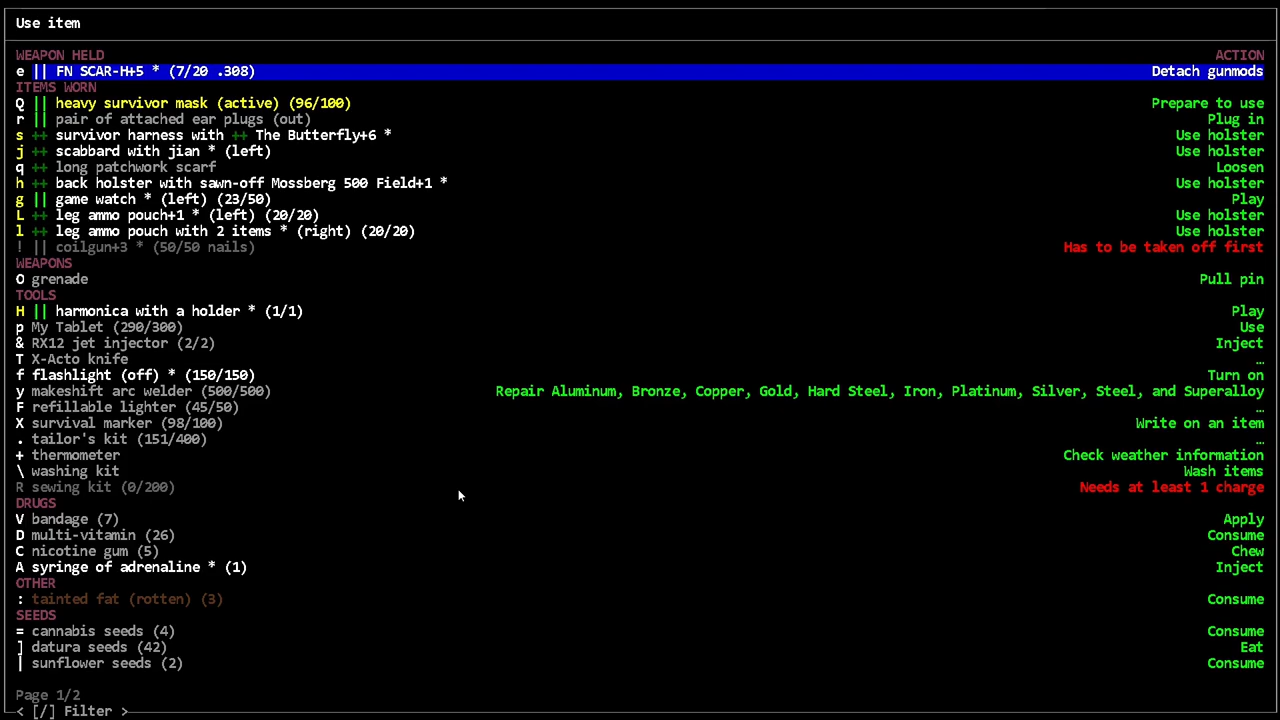 Use item
WEAPON HELD ACTION
e || FN SCAR-H+5 * (7/20 .308) Detach gunmods
ITEMS WORN
Q || heavy survivor mask (active) (96/100) Prepare to use
r || pair of attached ear plugs (out) Plug in
s ++ survivor harness with ++ The Butterfly+6 * Use holster
j ++ scabbard with jian * (left) Use holster
q ++ long patchwork scarf Loosen
h ++ back holster with sawn-off Mossberg 500 Field+1 * Use holster
g || game watch * (left) (23/50) Play
L ++ leg ammo pouch+1 * (left) (20/20) Use holster
l ++ leg ammo pouch with 2 items * (right) (20/20) Use holster
! || coilgun+3 * (50/50 nails) Has to be taken off first
WEAPONS
O grenade Pull pin
TOOLS
H || harmonica with a holder * (1/1) Play
p My Tablet (290/300) Use
& RX12 jet injector (2/2) Inject
T X-Acto knife …
f flashlight (off) * (150/150) Turn on
y makeshift arc welder (500/500) Repair Aluminum, Bronze, Copper, Gold, Hard Steel, Iron, Platinum, Silver, Steel, and Superalloy
F refillable lighter (45/50) …
X survival marker (98/100) Write on an item
. tailor's kit (151/400) …
+ thermometer Check weather information
\ washing kit Wash items
R sewing kit (0/200) Needs at least 1 charge
DRUGS
V bandage (7) Apply
D multi-vitamin (26) Consume
C nicotine gum (5) Chew
A syringe of adrenaline * (1) Inject
OTHER
: tainted fat (rotten) (3) Consume
SEEDS
= cannabis seeds (4) Consume
] datura seeds (42) Eat
| sunflower seeds (2) Consume
Page 1/2
< [/] Filter >